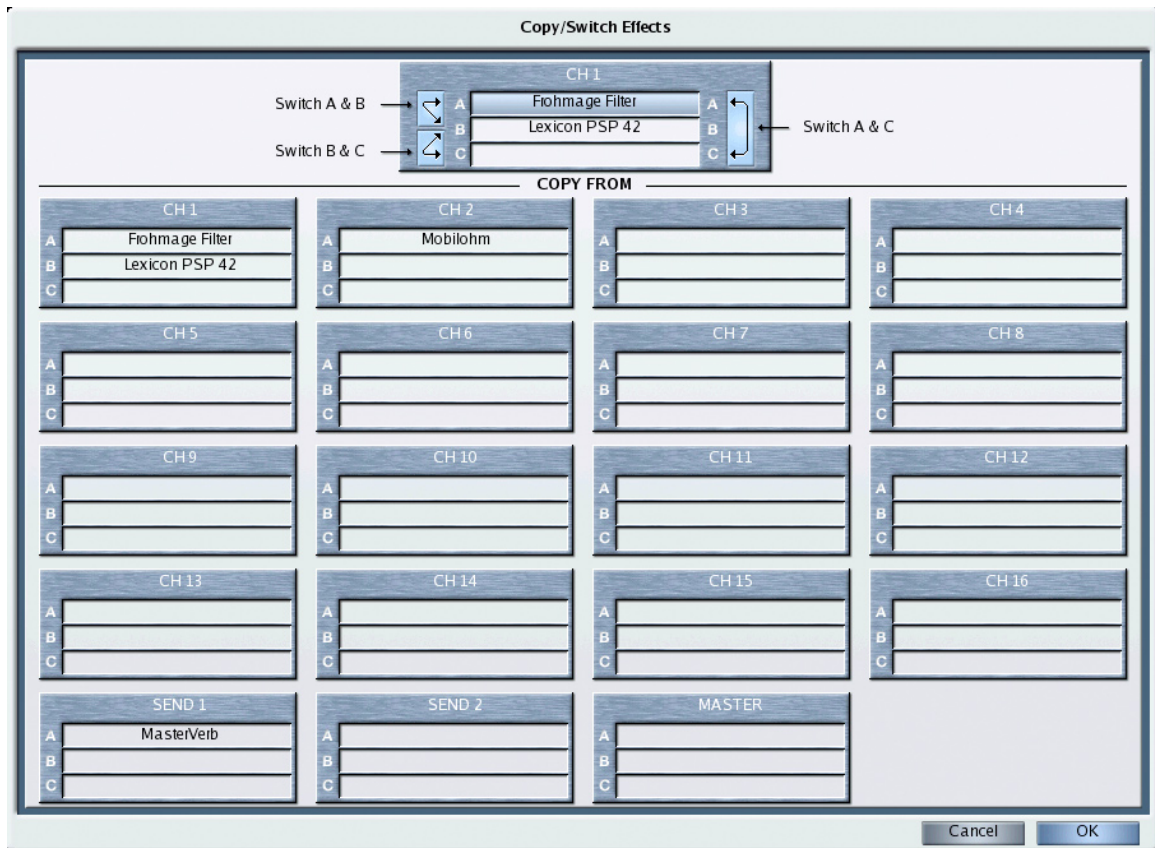 Copy/Switch Effects
CH 1
Switch A & B
A Frohmage Filter A
B Lexicon PSP 42 B
Switch A & C
Switch B & C
C C
COPY FROM
CH 1 CH 2 CH 3 CH 4
A Frohmage Filter A Mobilohm A A
B Lexicon PSP 42 B B B
C C C C
CH 5 CH 6 CH 7 CH 8
A A A A
B B B B
C C C C
CH 9 CH 10 CH 11 CH 12
A A A A
B B B B
C C C C
CH 13 CH 14 CH 15 CH 16
A A A A
B B B B
C C C C
SEND 1 SEND 2 MASTER
A MasterVerb A A
B B B
C C C
Cancel OK